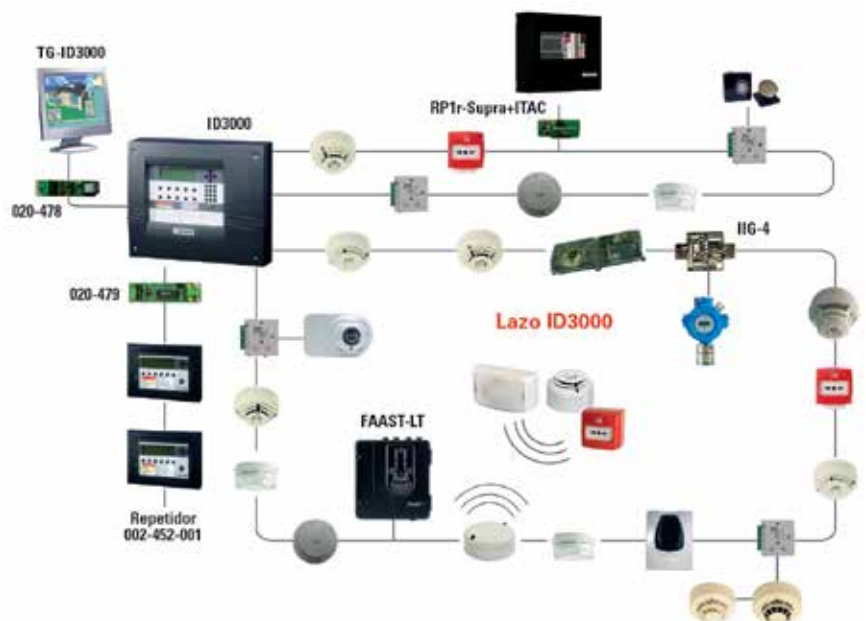 TG-ID3000
ID3000
020-478
020-479
Repetidor
002-452-001
RP1r-Supra+ITAC
IIG-4
Lazo ID3000
FAAST-LT